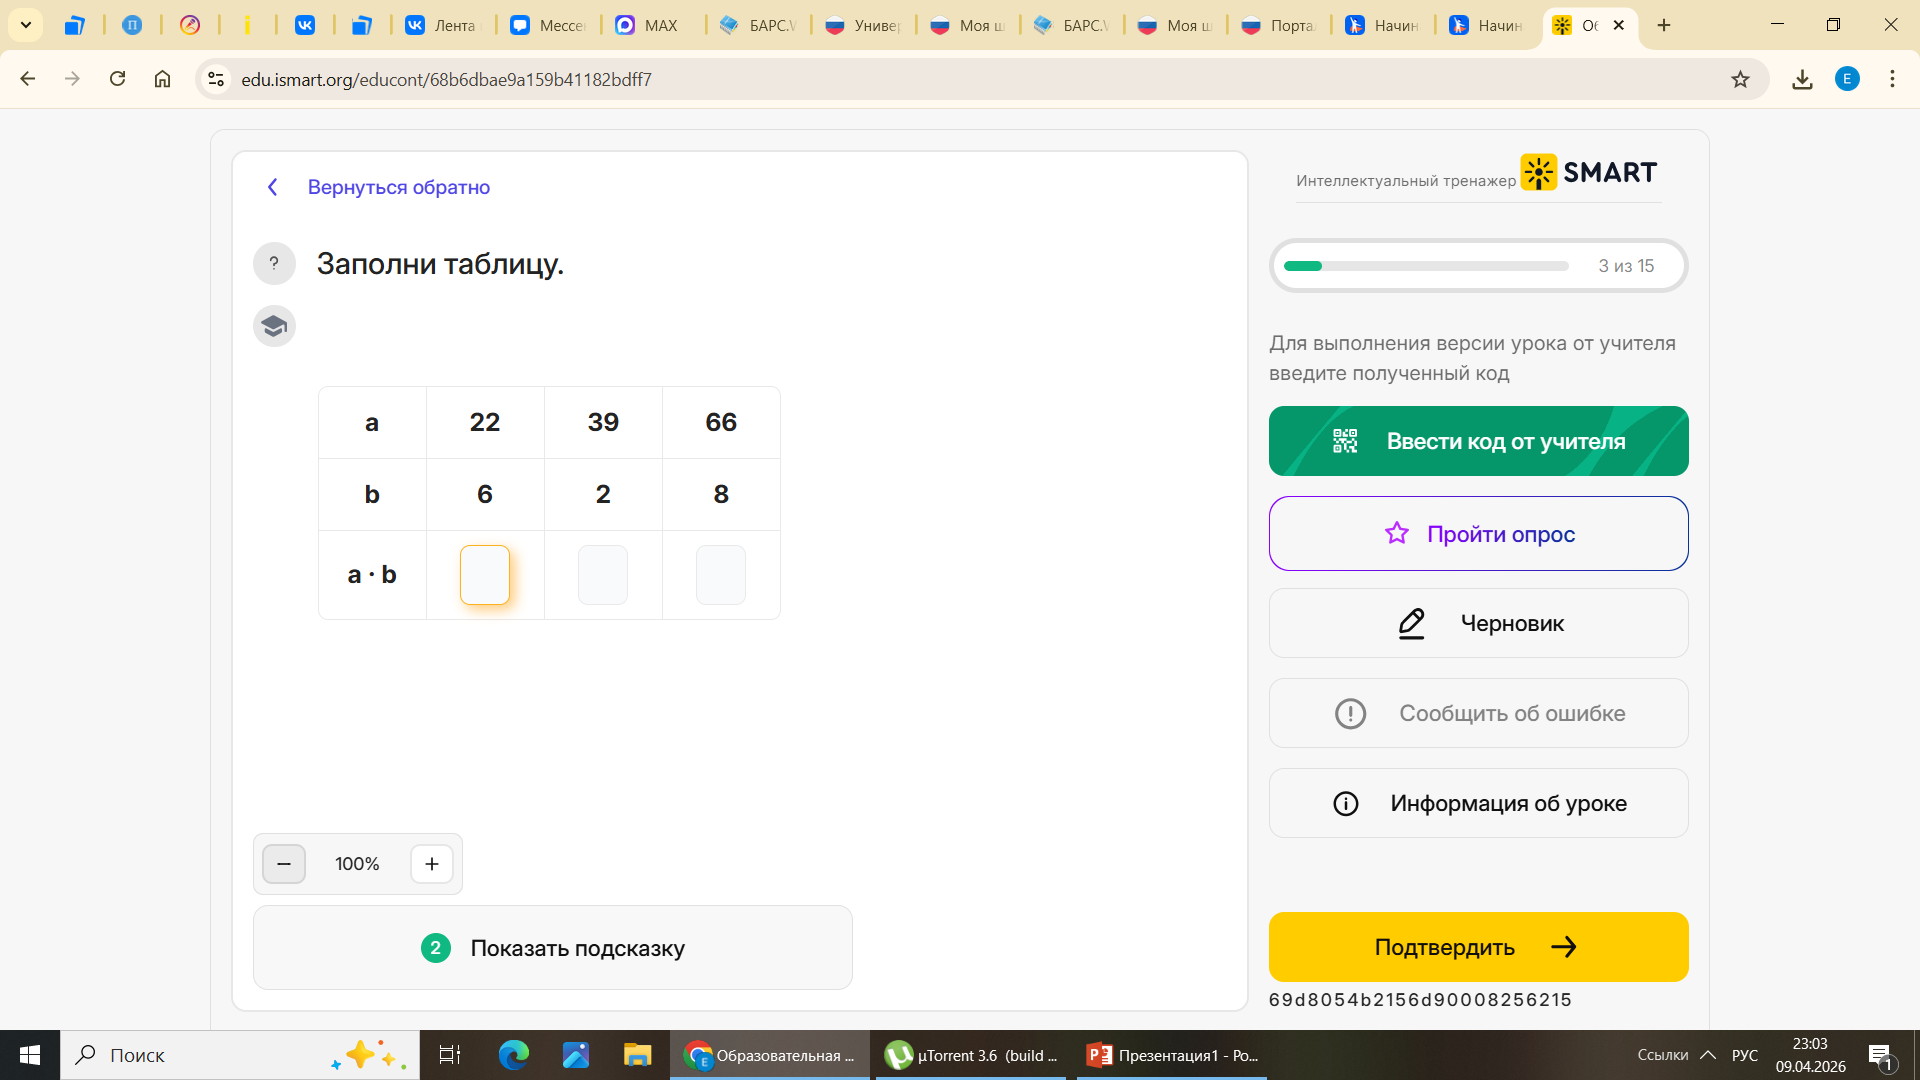 Лента
Мессе
MAX
БАРС.
Универ
Моя ш
БАРС.
Моя ш
Порта
Начин
Начин
Об
edu.ismart.org/educont/68b6dbae9a159b41182bdff7
E
Вернуться обратно
Интеллектуальный тренажер SMART
? Заполни таблицу.
3 из 15
Для выполнения версии урока от учителя
введите полученный код
a 22 39 66
b 6 2 8
a · b
Ввести код от учителя
Пройти опрос
Черновик
Сообщить об ошибке
Информация об уроке
− 100% +
2 Показать подсказку
Подтвердить
69d8054b2156d90008256215
Поиск
Образовательная ...
µTorrent 3.6 (build ...
Презентация1 - Po...
Ссылки
РУС
23:03
09.04.2026
1